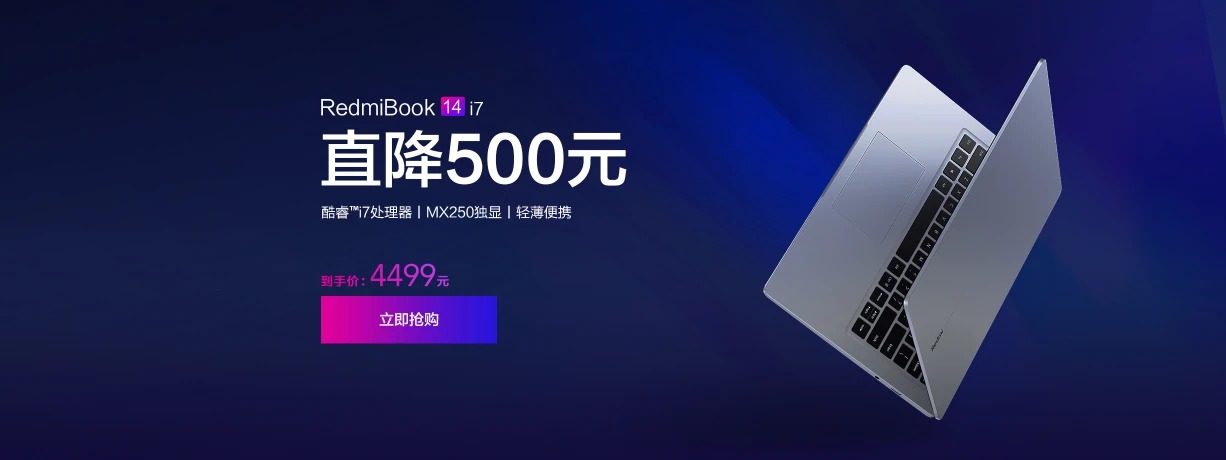 RedmiBook 14 i7
直降500元
酷睿™i7处理器丨MX250独显丨轻薄便携
到手价：4499元
立即抢购